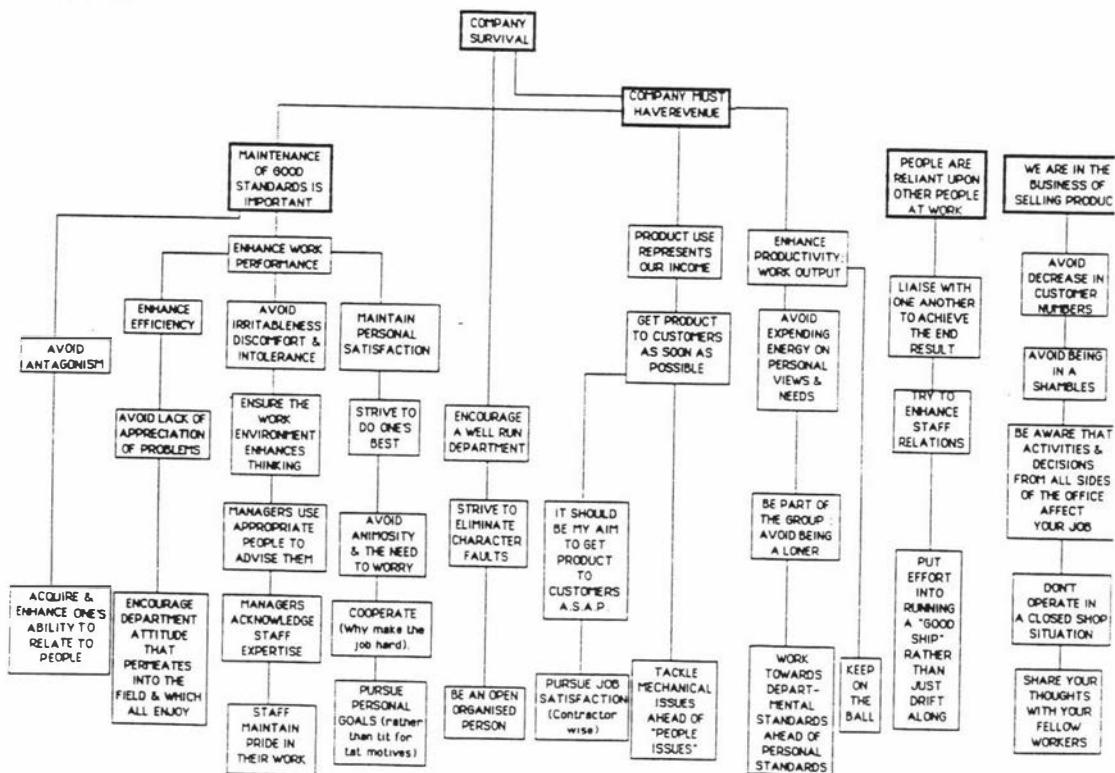 COMPANY
SURVIVAL
COMPANY MUST
HAVE REVENUE
MAINTENANCE
OF GOOD
STANDARDS IS
IMPORTANT
PEOPLE ARE
RELIANT UPON
OTHER PEOPLE
AT WORK
WE ARE IN THE
BUSINESS OF
SELLING PRODUC
ENHANCE WORK
PERFORMANCE
PRODUCT USE
REPRESENTS
OUR INCOME
ENHANCE
PRODUCTIVITY:
WORK OUTPUT
AVOID
DECREASE IN
CUSTOMER
NUMBERS
ENHANCE
EFFICIENCY
AVOID
IRRITABLENESS
DISCOMFORT &
INTOLERANCE
MAINTAIN
PERSONAL
SATISFACTION
LIAISE WITH
ONE ANOTHER
TO ACHIEVE
THE END
RESULT
AVOID
ANTAGONISM
GET PRODUCT
TO CUSTOMERS
AS SOON AS
POSSIBLE
AVOID
EXPENDING
ENERGY ON
PERSONAL
VIEWS &
NEEDS
AVOID BEING
IN A
SHAMBLES
AVOID LACK OF
APPRECIATION
OF PROBLEMS
ENSURE THE
WORK
ENVIRONMENT
ENHANCES
THINKING
STRIVE TO
DO ONE'S
BEST
ENCOURAGE
A WELL RUN
DEPARTMENT
TRY TO
ENHANCE
STAFF
RELATIONS
BE AWARE THAT
ACTIVITIES &
DECISIONS
FROM ALL SIDES
OF THE OFFICE
AFFECT
YOUR JOB
MANAGERS USE
APPROPRIATE
PEOPLE TO
ADVISE THEM
AVOID
ANIMOSITY
& THE NEED
TO WORRY
STRIVE TO
ELIMINATE
CHARACTER
FAULTS
IT SHOULD
BE MY AIM
TO GET
PRODUCT
TO
CUSTOMERS
A.S.A.P.
BE PART OF
THE GROUP :
AVOID BEING
A LONER
PUT
EFFORT
INTO
RUNNING
A "GOOD
SHIP"
RATHER
THAN
JUST
DRIFT
ALONG
ACQUIRE &
ENHANCE ONE'S
ABILITY TO
RELATE TO
PEOPLE
ENCOURAGE
DEPARTMENT
ATTITUDE
THAT
PERMEATES
INTO THE
FIELD & WHICH
ALL ENJOY
MANAGERS
ACKNOWLEDGE
STAFF
EXPERTISE
COOPERATE
(Why make the
job hard).
DON'T
OPERATE IN
A CLOSED SHOP
SITUATION
STAFF
MAINTAIN
PRIDE IN
THEIR WORK
PURSUE
PERSONAL
GOALS (rather
than tit for
tat motives)
BE AN OPEN
ORGANISED
PERSON
PURSUE JOB
SATISFACTION
(Contractor
wise)
TACKLE
MECHANICAL
ISSUES
AHEAD OF
"PEOPLE
ISSUES"
WORK
TOWARDS
DEPART-
MENTAL
STANDARDS
AHEAD OF
PERSONAL
STANDARDS
KEEP
ON
THE
BALL
SHARE YOUR
THOUGHTS
WITH YOUR
FELLOW
WORKERS